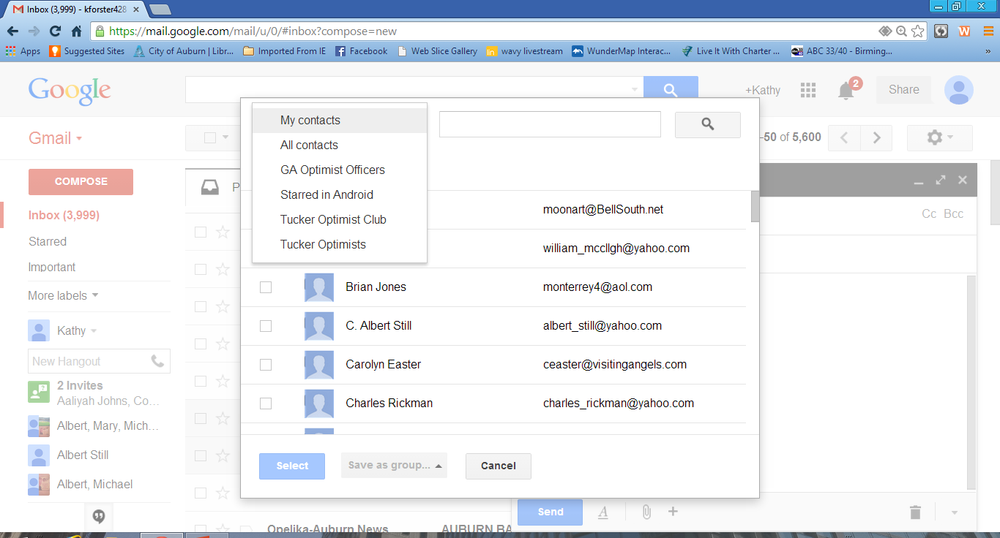 Inbox (3,999) - kforster428
https://mail.google.com/mail/u/0/#inbox?compose=new
Apps Suggested Sites City of Auburn | Libr... Imported From IE Facebook Web Slice Gallery wavy livestream WunderMap Interac... Live It With Charter ... ABC 33/40 - Birming... »
Google
+Kathy
2
Share
Gmail
-50 of 5,600
My contacts
All contacts
GA Optimist Officers
Starred in Android
Tucker Optimist Club
Tucker Optimists
COMPOSE
Inbox (3,999)
Starred
Important
More labels
Kathy
New Hangout
2 Invites
Aaliyah Johns, Co...
Albert, Mary, Mich...
Albert Still
Albert, Michael
P
Cc Bcc
moonart@BellSouth.net
william_mccllgh@yahoo.com
Brian Jones monterrey4@aol.com
C. Albert Still albert_still@yahoo.com
Carolyn Easter ceaster@visitingangels.com
Charles Rickman charles_rickman@yahoo.com
Select Save as group... Cancel
Send A
Opelika-Auburn News AUBURN BA